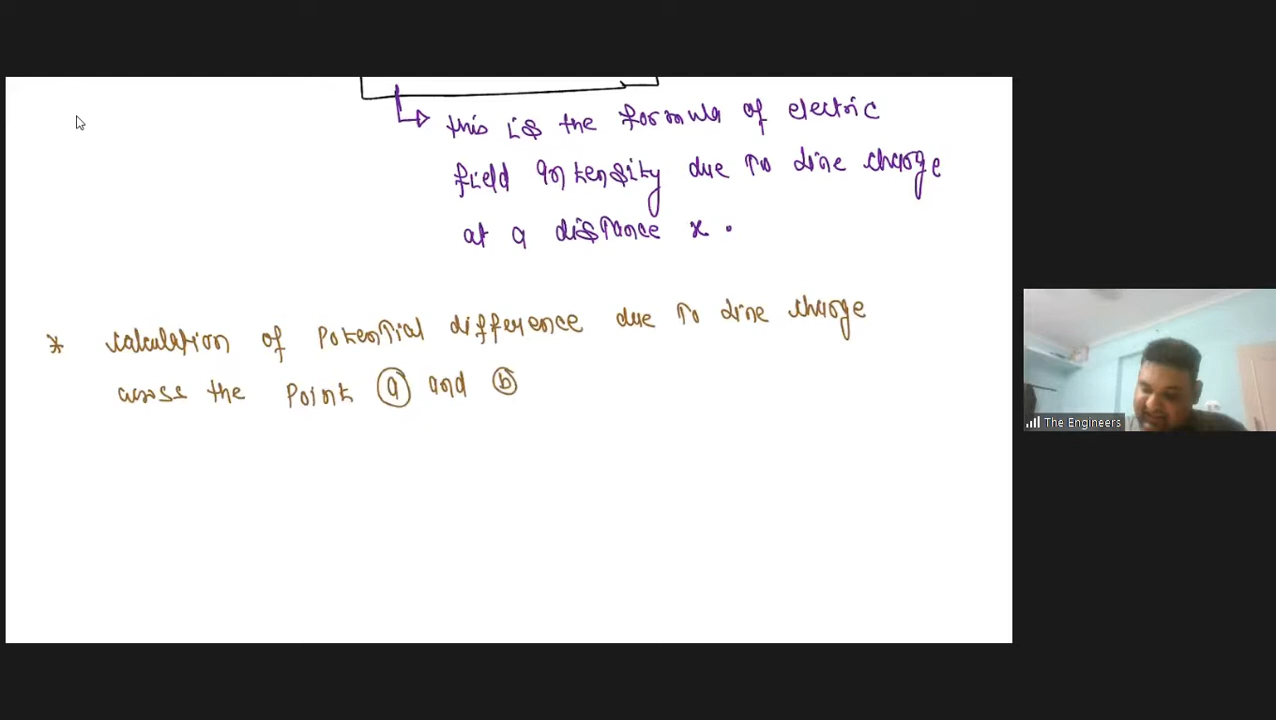 this is the formula of electric
field intensity due to line charge
at a distance x .
* calculation of Potential difference due to line charge
across the Point a and b
The Engineers